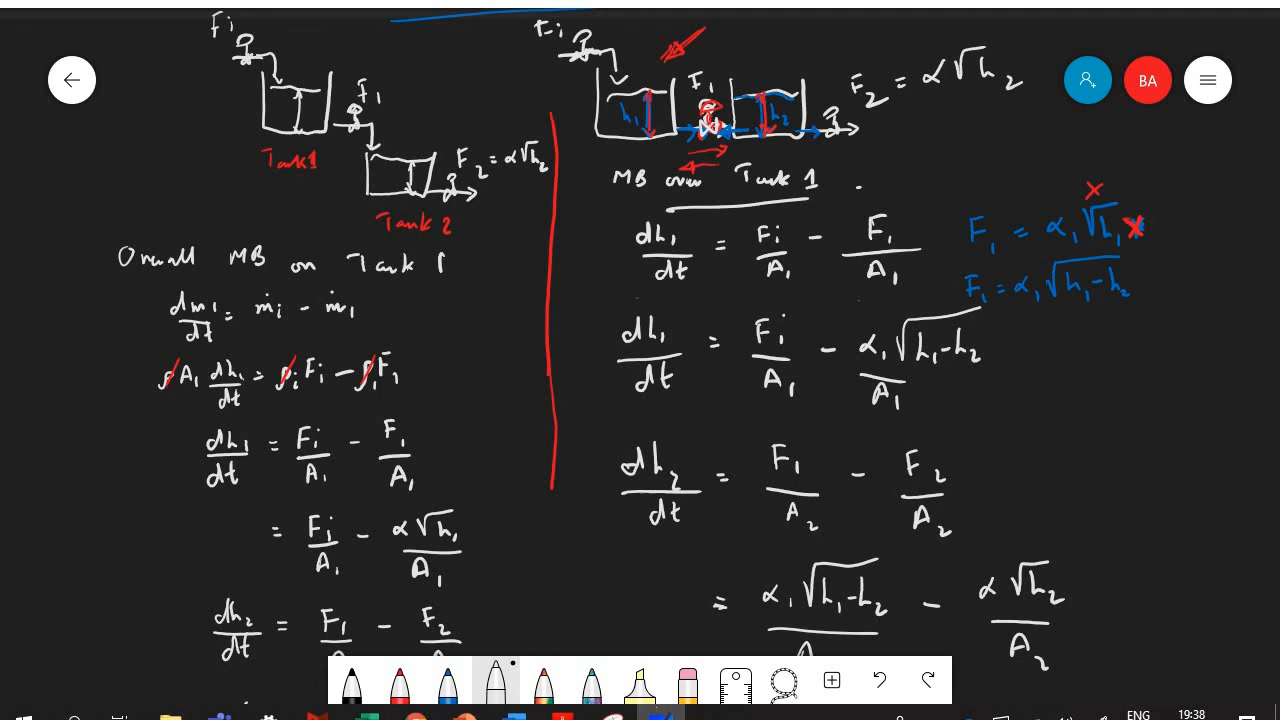 Fi
F1
Tank 1
F2 = α√h2
Tank 2
Overall MB on Tank 1
dm1/dt = ṁi - ṁ1
ρA1 dh1/dt = ρiFi - ρ1F1
dh1/dt = Fi/A1 - F1/A1
= Fi/A1 - α√h1/A1
dh2/dt = F1/ - F2/
Fi
F1
h1
h2
F2 = α√h2
MB over Tank 1 .
dh1/dt = Fi/A1 - F1/A1
F1 = α1√h1 x
x
F1 = α1√h1-h2
dh1/dt = Fi/A1 - α1√h1-h2/A1
dh2/dt = F1/A2 - F2/A2
= α1√h1-h2/A - α√h2/A2
BA
ENG
19:38